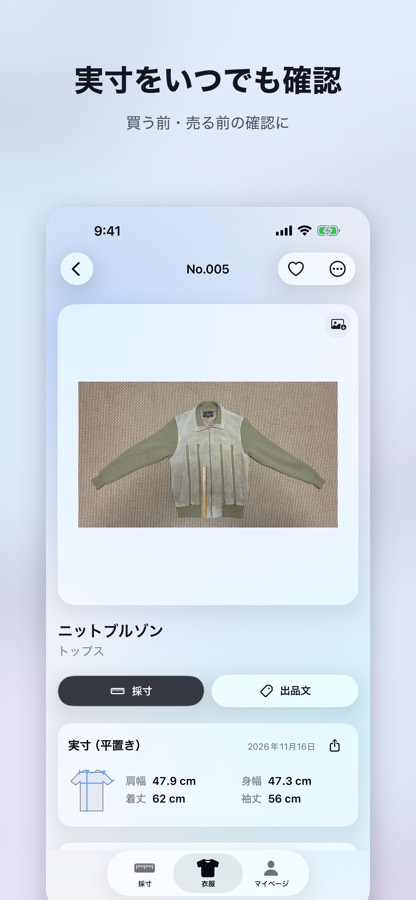 実寸をいつでも確認
買う前・売る前の確認に
9:41
No.005
ニットブルゾン
トップス
採寸
出品文
実寸 (平置き)
2026年11月16日
肩幅 47.9 cm
身幅 47.3 cm
着丈 62 cm
袖丈 56 cm
採寸
衣服
マイページ